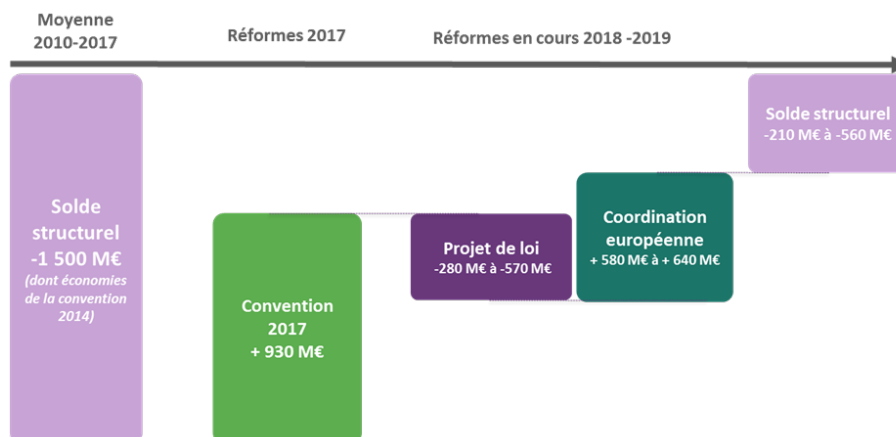 Moyenne
2010-2017
Réformes 2017
Réformes en cours 2018 -2019
Solde
structurel
-1 500 M€
(dont économies
de la convention
2014)
Convention
2017
+ 930 M€
Projet de loi
-280 M€ à -570 M€
Coordination
européenne
+ 580 M€ à + 640 M€
Solde structurel
-210 M€ à -560 M€